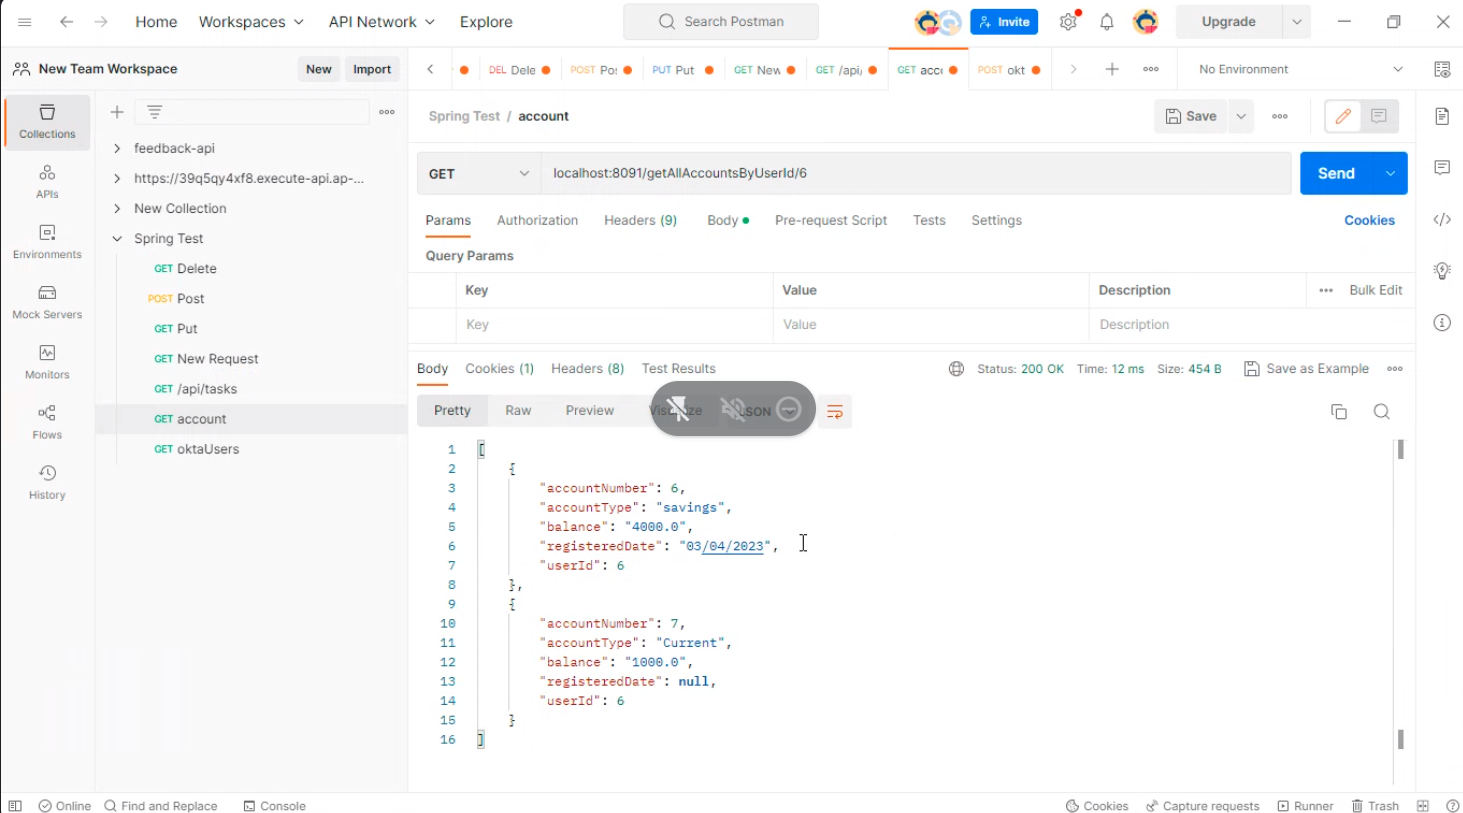 Home Workspaces API Network Explore Search Postman Invite Upgrade
New Team Workspace New Import DEL Dele POST Po PUT Put GET New GET /api/ GET acc POST okt No Environment
Collections
APIs
Environments
Mock Servers
Monitors
Flows
History
feedback-api
https://39q5qy4xf8.execute-api.ap-...
New Collection
Spring Test
GET Delete
POST Post
GET Put
GET New Request
GET /api/tasks
GET account
GET oktaUsers
Spring Test / account Save
GET localhost:8091/getAllAccountsByUserId/6 Send
Params Authorization Headers (9) Body Pre-request Script Tests Settings Cookies
Query Params
Key Value Description Bulk Edit
Key Value Description
Body Cookies (1) Headers (8) Test Results Status: 200 OK Time: 12 ms Size: 454 B Save as Example
Pretty Raw Preview Visualize JSON
1 [
2 {
3 "accountNumber": 6,
4 "accountType": "savings",
5 "balance": "4000.0",
6 "registeredDate": "03/04/2023",
7 "userId": 6
8 },
9 {
10 "accountNumber": 7,
11 "accountType": "Current",
12 "balance": "1000.0",
13 "registeredDate": null,
14 "userId": 6
15 }
16 ]
Online Find and Replace Console Cookies Capture requests Runner Trash